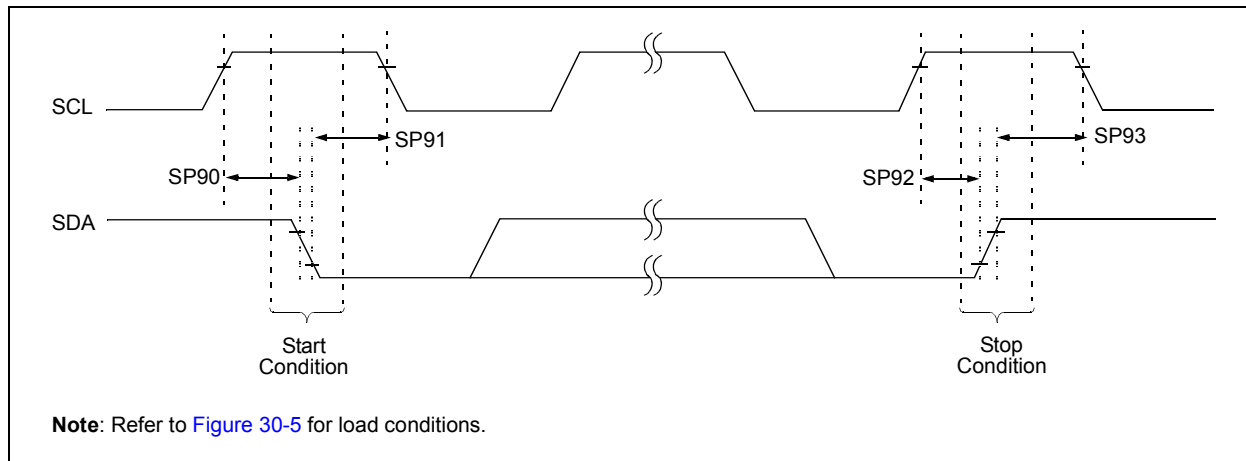 SCL
SP91
SP93
SP90
SP92
SDA
Start
Condition
Stop
Condition
Note: Refer to Figure 30-5 for load conditions.